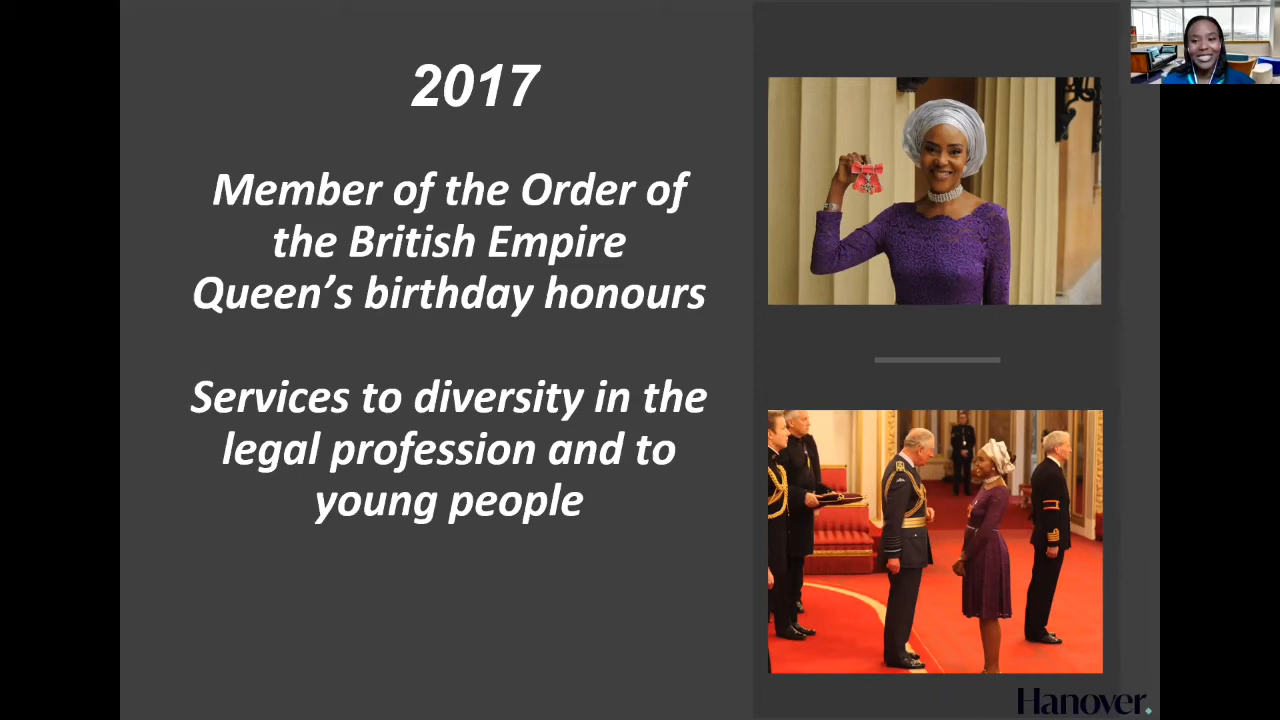 2017
Member of the Order of
the British Empire
Queen’s birthday honours
Services to diversity in the
legal profession and to
young people
Hanover.